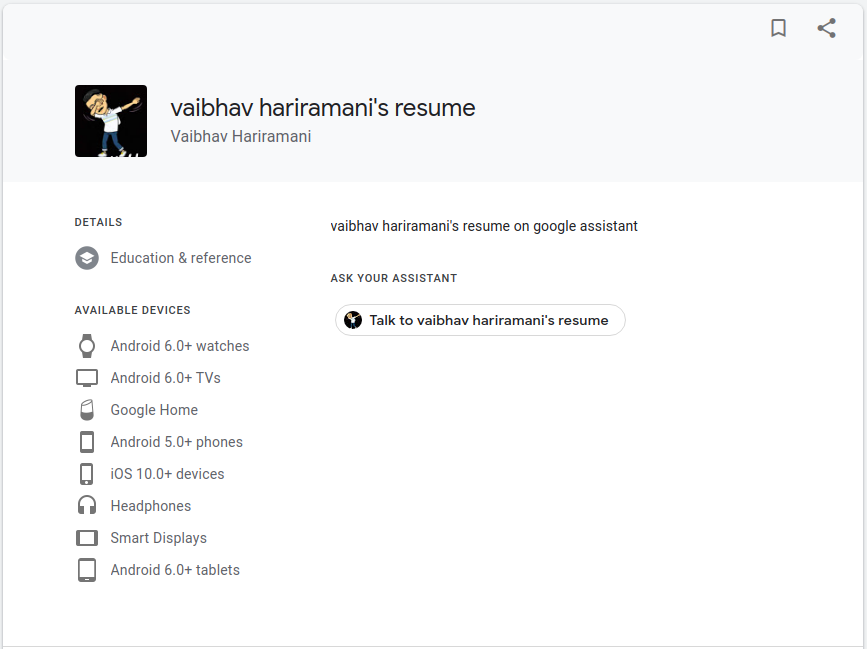 vaibhav hariramani's resume
Vaibhav Hariramani
DETAILS
Education & reference
AVAILABLE DEVICES
Android 6.0+ watches
Android 6.0+ TVs
Google Home
Android 5.0+ phones
iOS 10.0+ devices
Headphones
Smart Displays
Android 6.0+ tablets
vaibhav hariramani's resume on google assistant
ASK YOUR ASSISTANT
Talk to vaibhav hariramani's resume